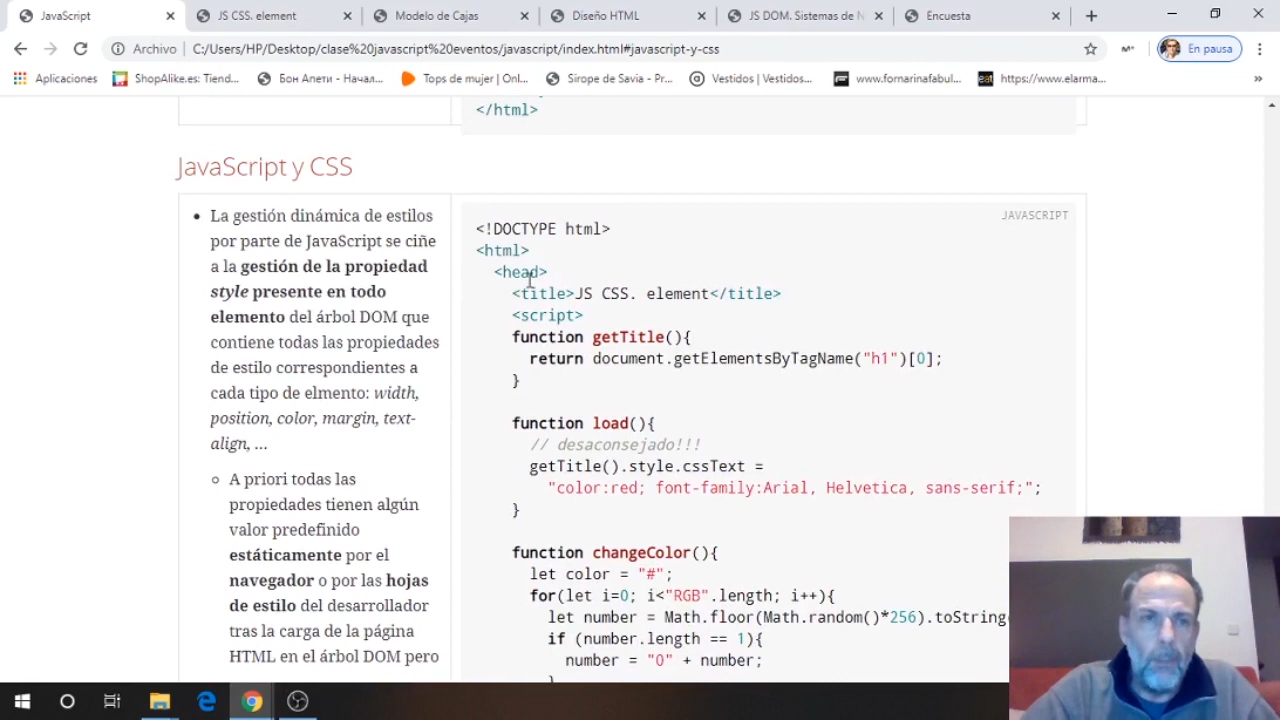 JavaScript
JS CSS. element
Modelo de Cajas
Diseño HTML
JS DOM. Sistemas de N
Encuesta
Archivo
C:/Users/HP/Desktop/clase%20javascript%20eventos/javascript/index.html#javascript-y-css
En pausa
Aplicaciones
ShopAlike.es: Tiend...
Бон Апети - Начал...
Tops de mujer | Onl...
Sirope de Savia - Pr...
Vestidos | Vestidos...
www.fornarinafabul...
eat
https://www.elarma...
</html>
JavaScript y CSS
La gestión dinámica de estilos
por parte de JavaScript se ciñe
a la gestión de la propiedad
style presente en todo
elemento del árbol DOM que
contiene todas las propiedades
de estilo correspondientes a
cada tipo de elmento: width,
position, color, margin, text-
align, ...
A priori todas las
propiedades tienen algún
valor predefinido
estáticamente por el
navegador o por las hojas
de estilo del desarrollador
tras la carga de la página
HTML en el árbol DOM pero
JAVASCRIPT
<!DOCTYPE html>
<html>
<head>
<title>JS CSS. element</title>
<script>
function getTitle(){
return document.getElementsByTagName("h1")[0];
}
function load(){
// desaconsejado!!!
getTitle().style.cssText =
"color:red; font-family:Arial, Helvetica, sans-serif;";
}
function changeColor(){
let color = "#";
for(let i=0; i<"RGB".length; i++){
let number = Math.floor(Math.random()*256).toString(
if (number.length == 1){
number = "0" + number;
}